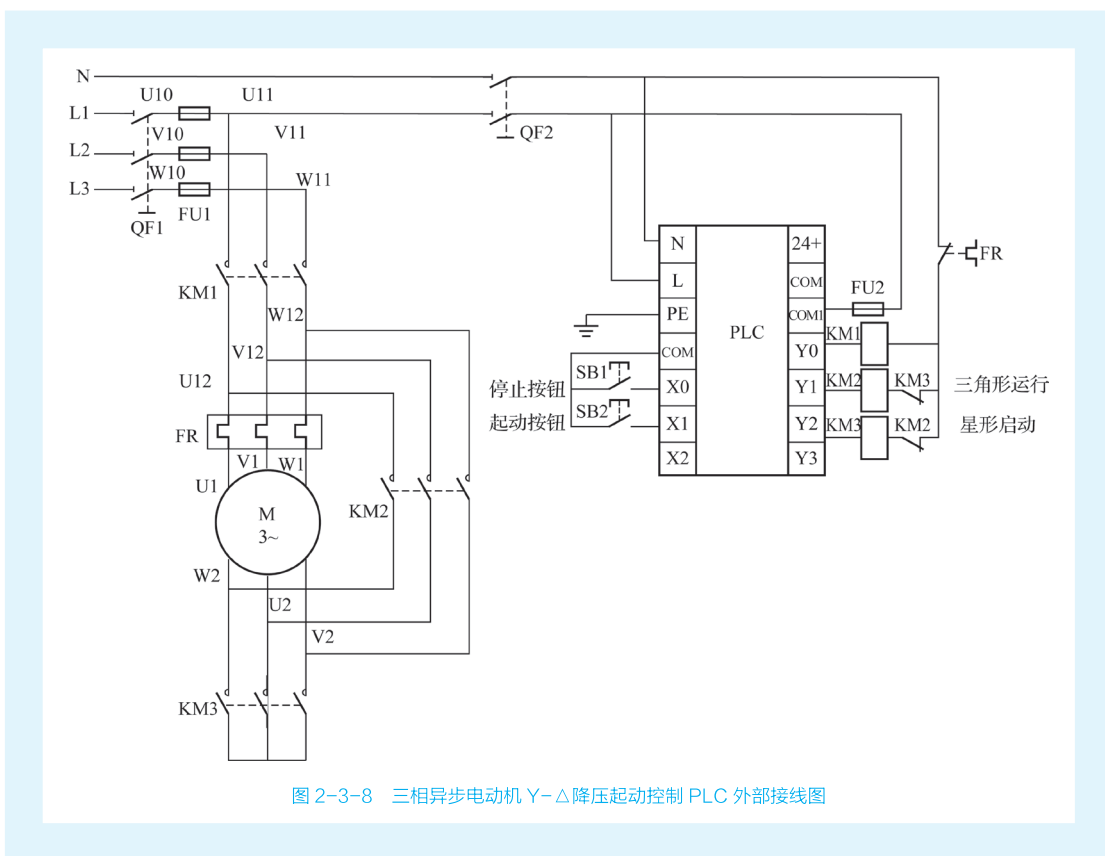 N
U10
U11
L1
V10
V11
QF2
L2
W10
W11
L3
FU1
QF1
KM1
W12
V12
U12
FR
V1
W1
U1
M
3~
KM2
W2
U2
V2
KM3
N
24+
FR
L
COM
FU2
PE
COM1
PLC
COM
Y0
KM1
停止按钮
SB1
X0
Y1
KM2
KM3
三角形运行
起动按钮
SB2
X1
Y2
KM3
KM2
星形启动
X2
Y3
图 2-3-8 三相异步电动机 Y-△降压起动控制 PLC 外部接线图